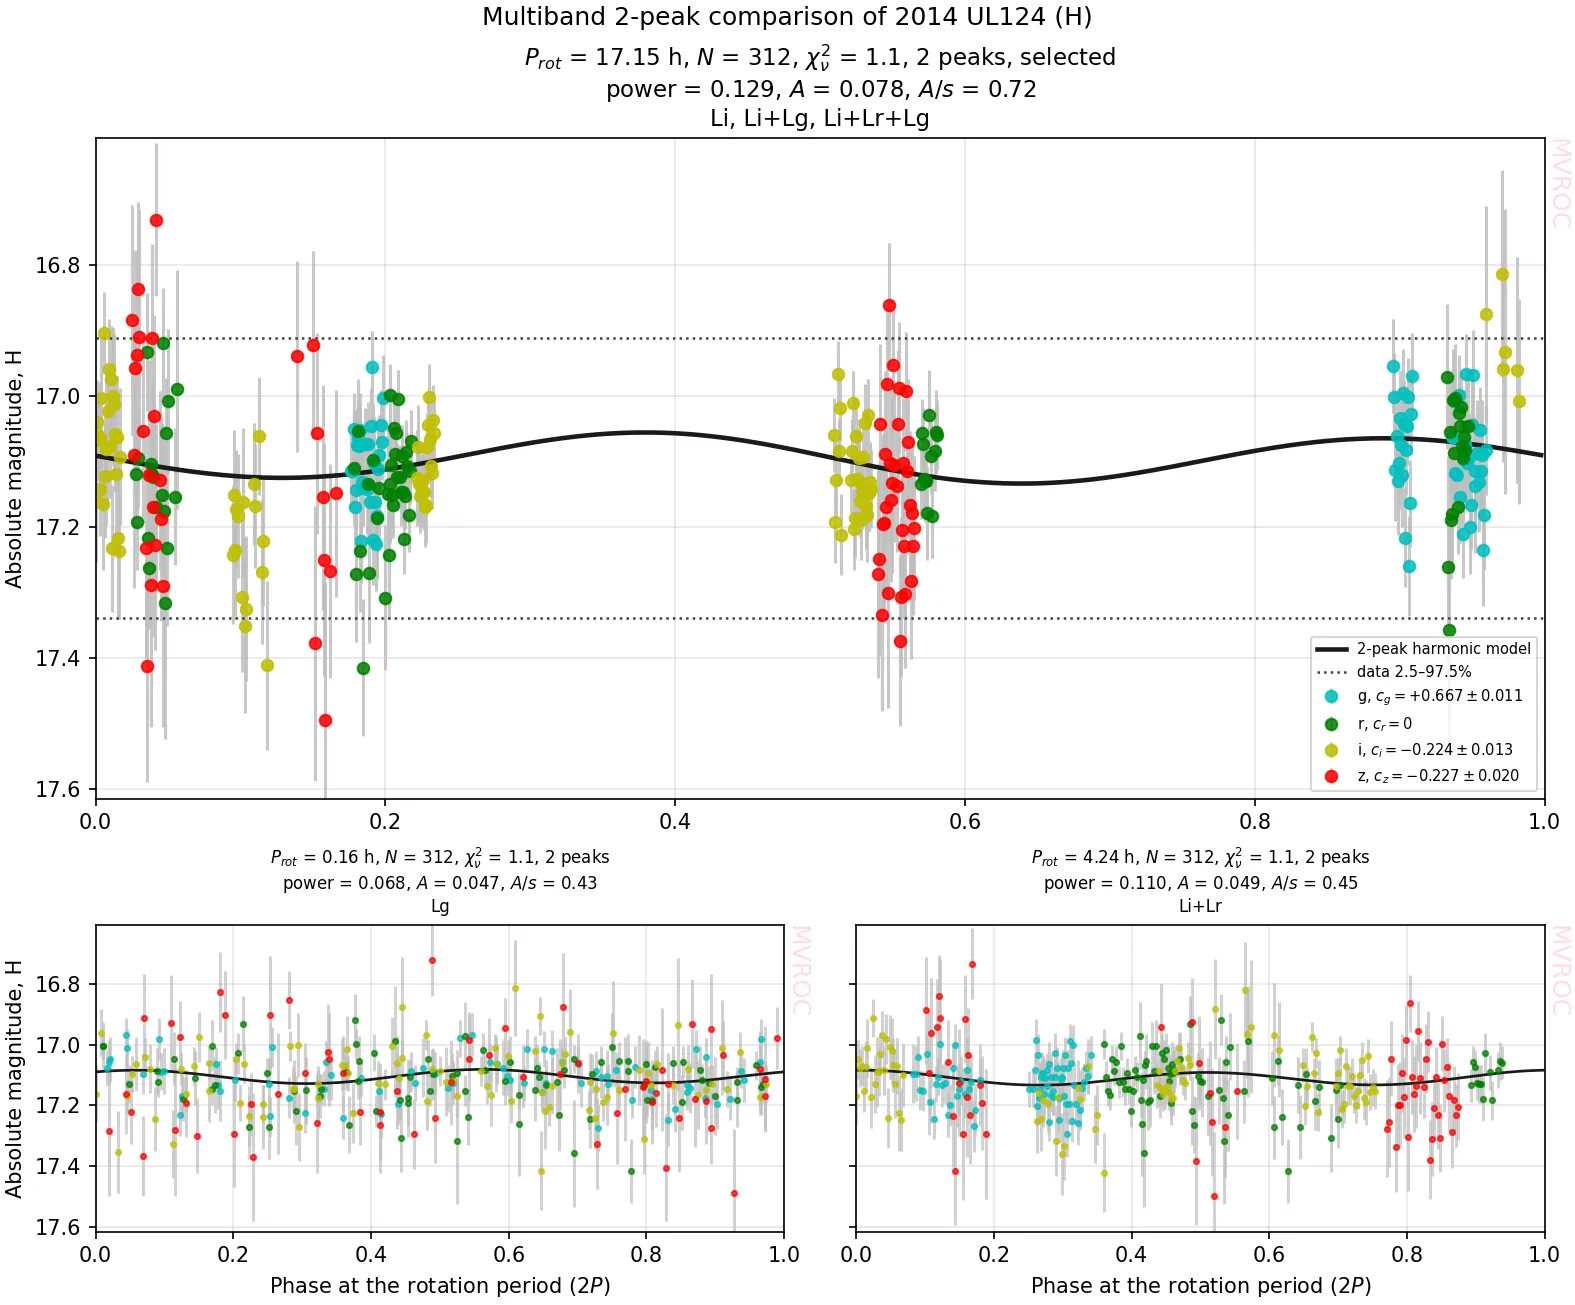 Multiband 2-peak comparison of 2014 UL124 (H)
P_rot = 17.15 h, N = 312, χ²_ν = 1.1, 2 peaks, selected
power = 0.129, A = 0.078, A/s = 0.72
Li, Li+Lg, Li+Lr+Lg
MVROC
Absolute magnitude, H
16.8
17.0
17.2
17.4
17.6
2-peak harmonic model
data 2.5–97.5%
g, c_g = +0.667 ± 0.011
r, c_r = 0
i, c_i = −0.224 ± 0.013
z, c_z = −0.227 ± 0.020
0.0 0.2 0.4 0.6 0.8 1.0
P_rot = 0.16 h, N = 312, χ²_ν = 1.1, 2 peaks
power = 0.068, A = 0.047, A/s = 0.43
Lg
MVROC
Absolute magnitude, H
16.8
17.0
17.2
17.4
17.6
0.0 0.2 0.4 0.6 0.8 1.0
Phase at the rotation period (2P)
P_rot = 4.24 h, N = 312, χ²_ν = 1.1, 2 peaks
power = 0.110, A = 0.049, A/s = 0.45
Li+Lr
MVROC
0.0 0.2 0.4 0.6 0.8 1.0
Phase at the rotation period (2P)